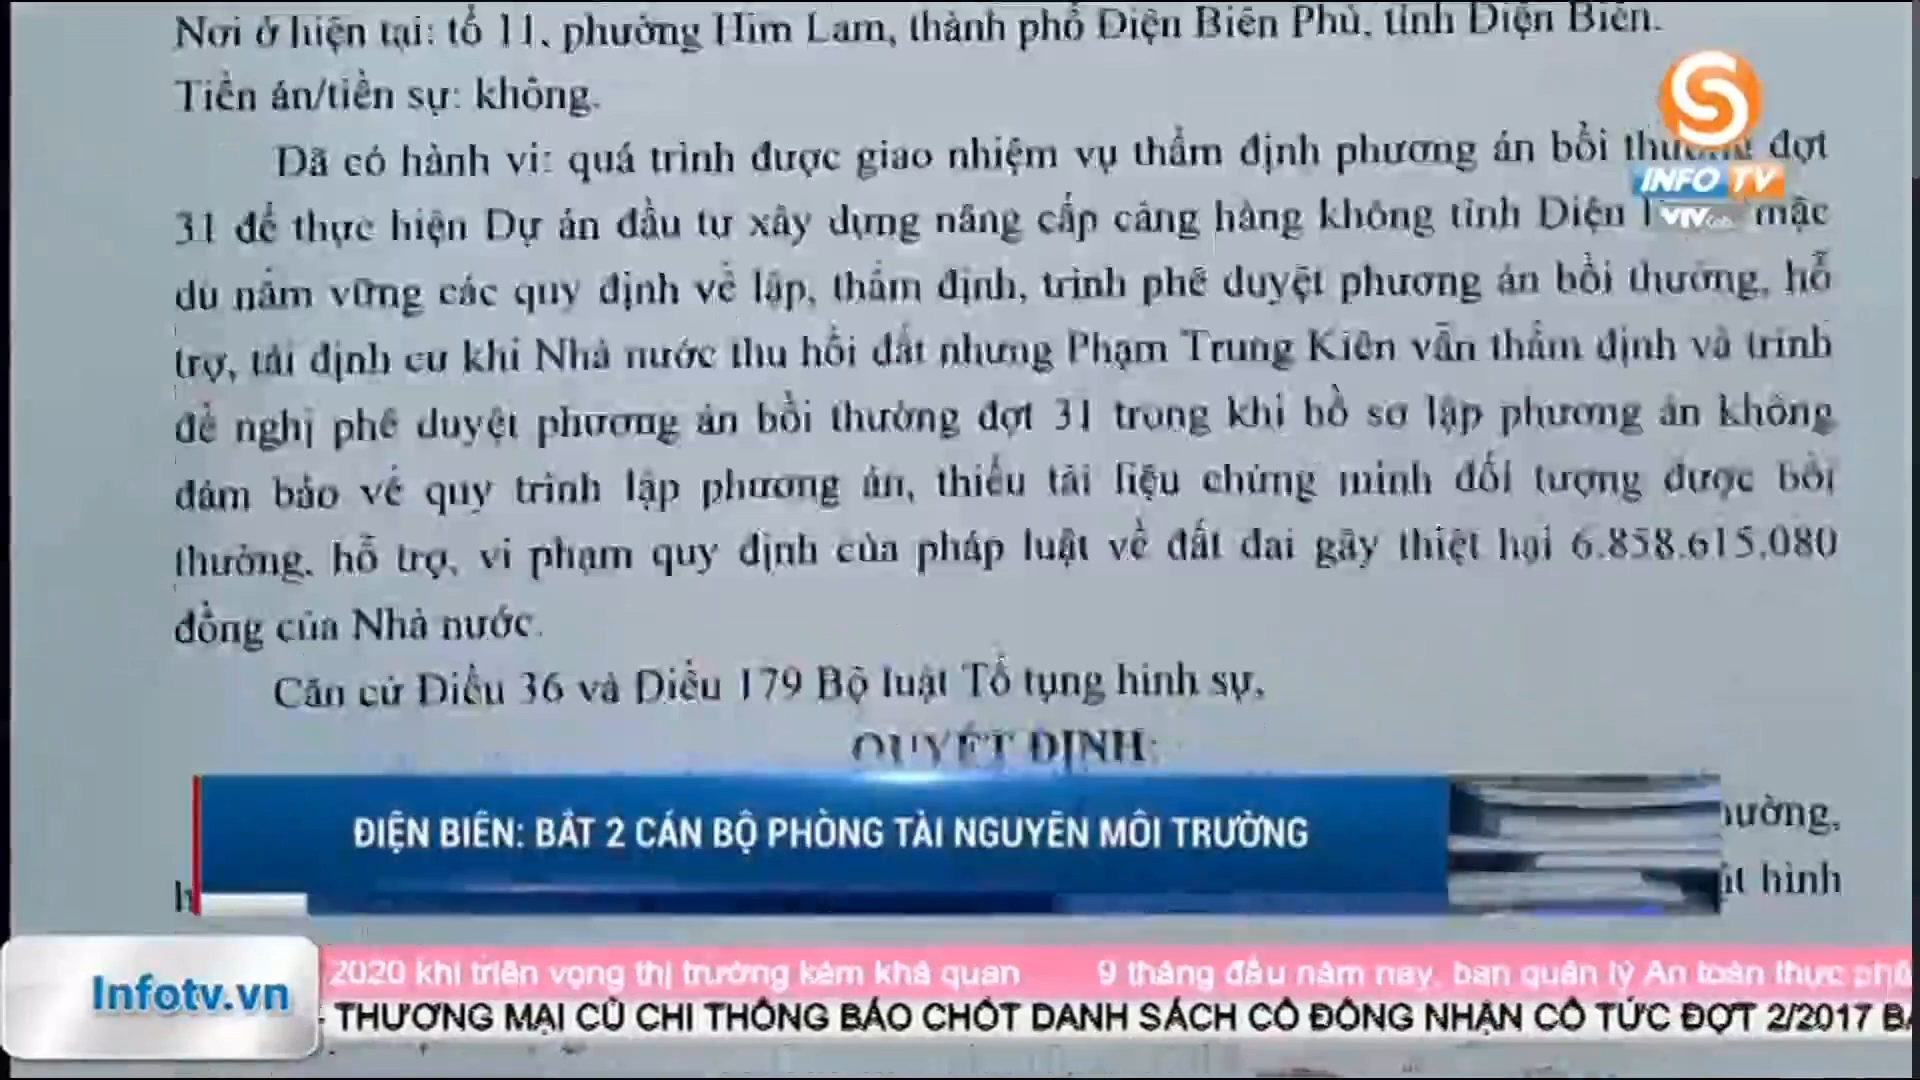 Nơi ở hiện tại: tổ 11, phường Him Lam, thành phố Điện Biên Phủ, tỉnh Điện Biên.
Tiền án/tiền sự: không.
Đã có hành vi: quá trình được giao nhiệm vụ thẩm định phương án bồi thường đợt
31 để thực hiện Dự án đầu tư xây dựng nâng cấp cảng hàng không tỉnh Điện mặc
dù nắm vững các quy định về lập, thẩm định, trình phê duyệt phương án bồi thường, hỗ
trợ, tái định cư khi Nhà nước thu hồi đất nhưng Phạm Trung Kiên vẫn thẩm định và trình
đề nghị phê duyệt phương án bồi thường đợt 31 trong khi hồ sơ lập phương án không
đảm bảo về quy trình lập phương án, thiếu tài liệu chứng minh đối tượng được bồi
thường, hỗ trợ, vi phạm quy định của pháp luật về đất đai gây thiệt hại 6.858.615.080
đồng của Nhà nước.
Căn cứ Điều 36 và Điều 179 Bộ luật Tố tụng hình sự,
QUYẾT ĐỊNH:
hình
S
INFO TV
VTVcab
ĐIỆN BIÊN: BẮT 2 CÁN BỘ PHÒNG TÀI NGUYÊN MÔI TRƯỜNG
Infotv.vn
2020 khi triển vọng thị trường kém khả quan 9 tháng đầu năm nay, ban quản lý An toàn thực
THƯƠNG MẠI CỦ CHI THÔNG BÁO CHỐT DANH SÁCH CỔ ĐÔNG NHẬN CỔ TỨC ĐỢT 2/2017